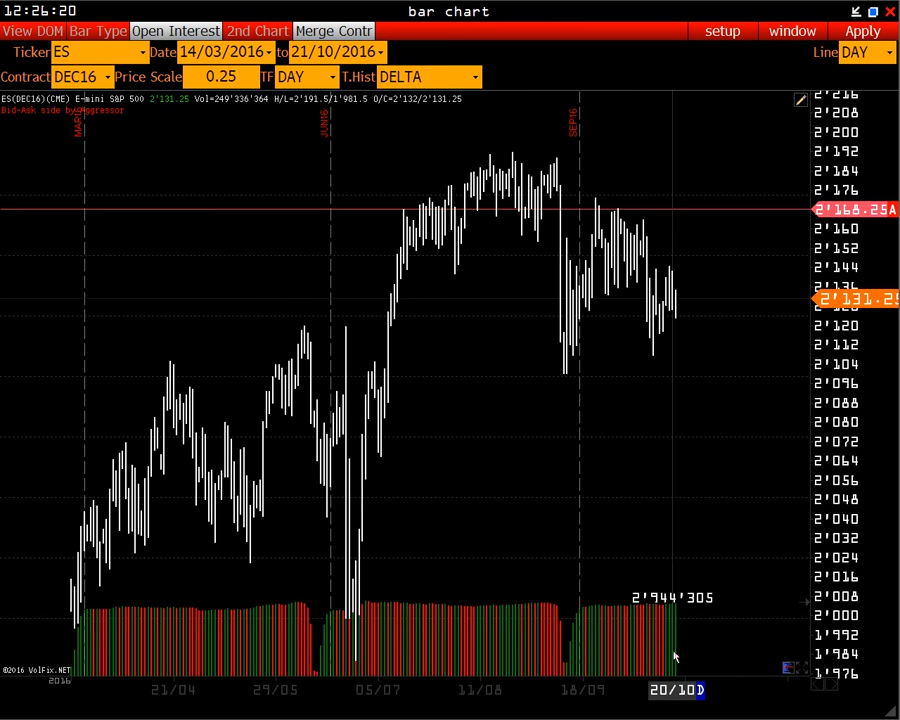 12:26:20 bar chart
View DOM Bar Type Open Interest 2nd Chart Merge Contr setup window Apply
Ticker ES Date 14/03/2016 to 21/10/2016 Line DAY
Contract DEC16 Price Scale 0.25 TF DAY T.Hist DELTA
ES(DEC16)(CME) E-mini S&P 500 2'131.25 Vol=249'336'364 H/L=2'191.5/1'981.5 O/C=2'132/2'131.25
Bid-Ask side by Aggressor
JUN16
SEP16
2'216
2'208
2'200
2'192
2'184
2'176
2'168.25A
2'160
2'152
2'144
2'136
2'131.25
2'120
2'112
2'104
2'096
2'088
2'080
2'072
2'064
2'056
2'048
2'040
2'032
2'024
2'016
2'008
2'000
1'992
1'984
1'976
2'944'305
©2016 VolFix.NET
2016 21/04 29/05 05/07 11/08 18/09 20/10 D